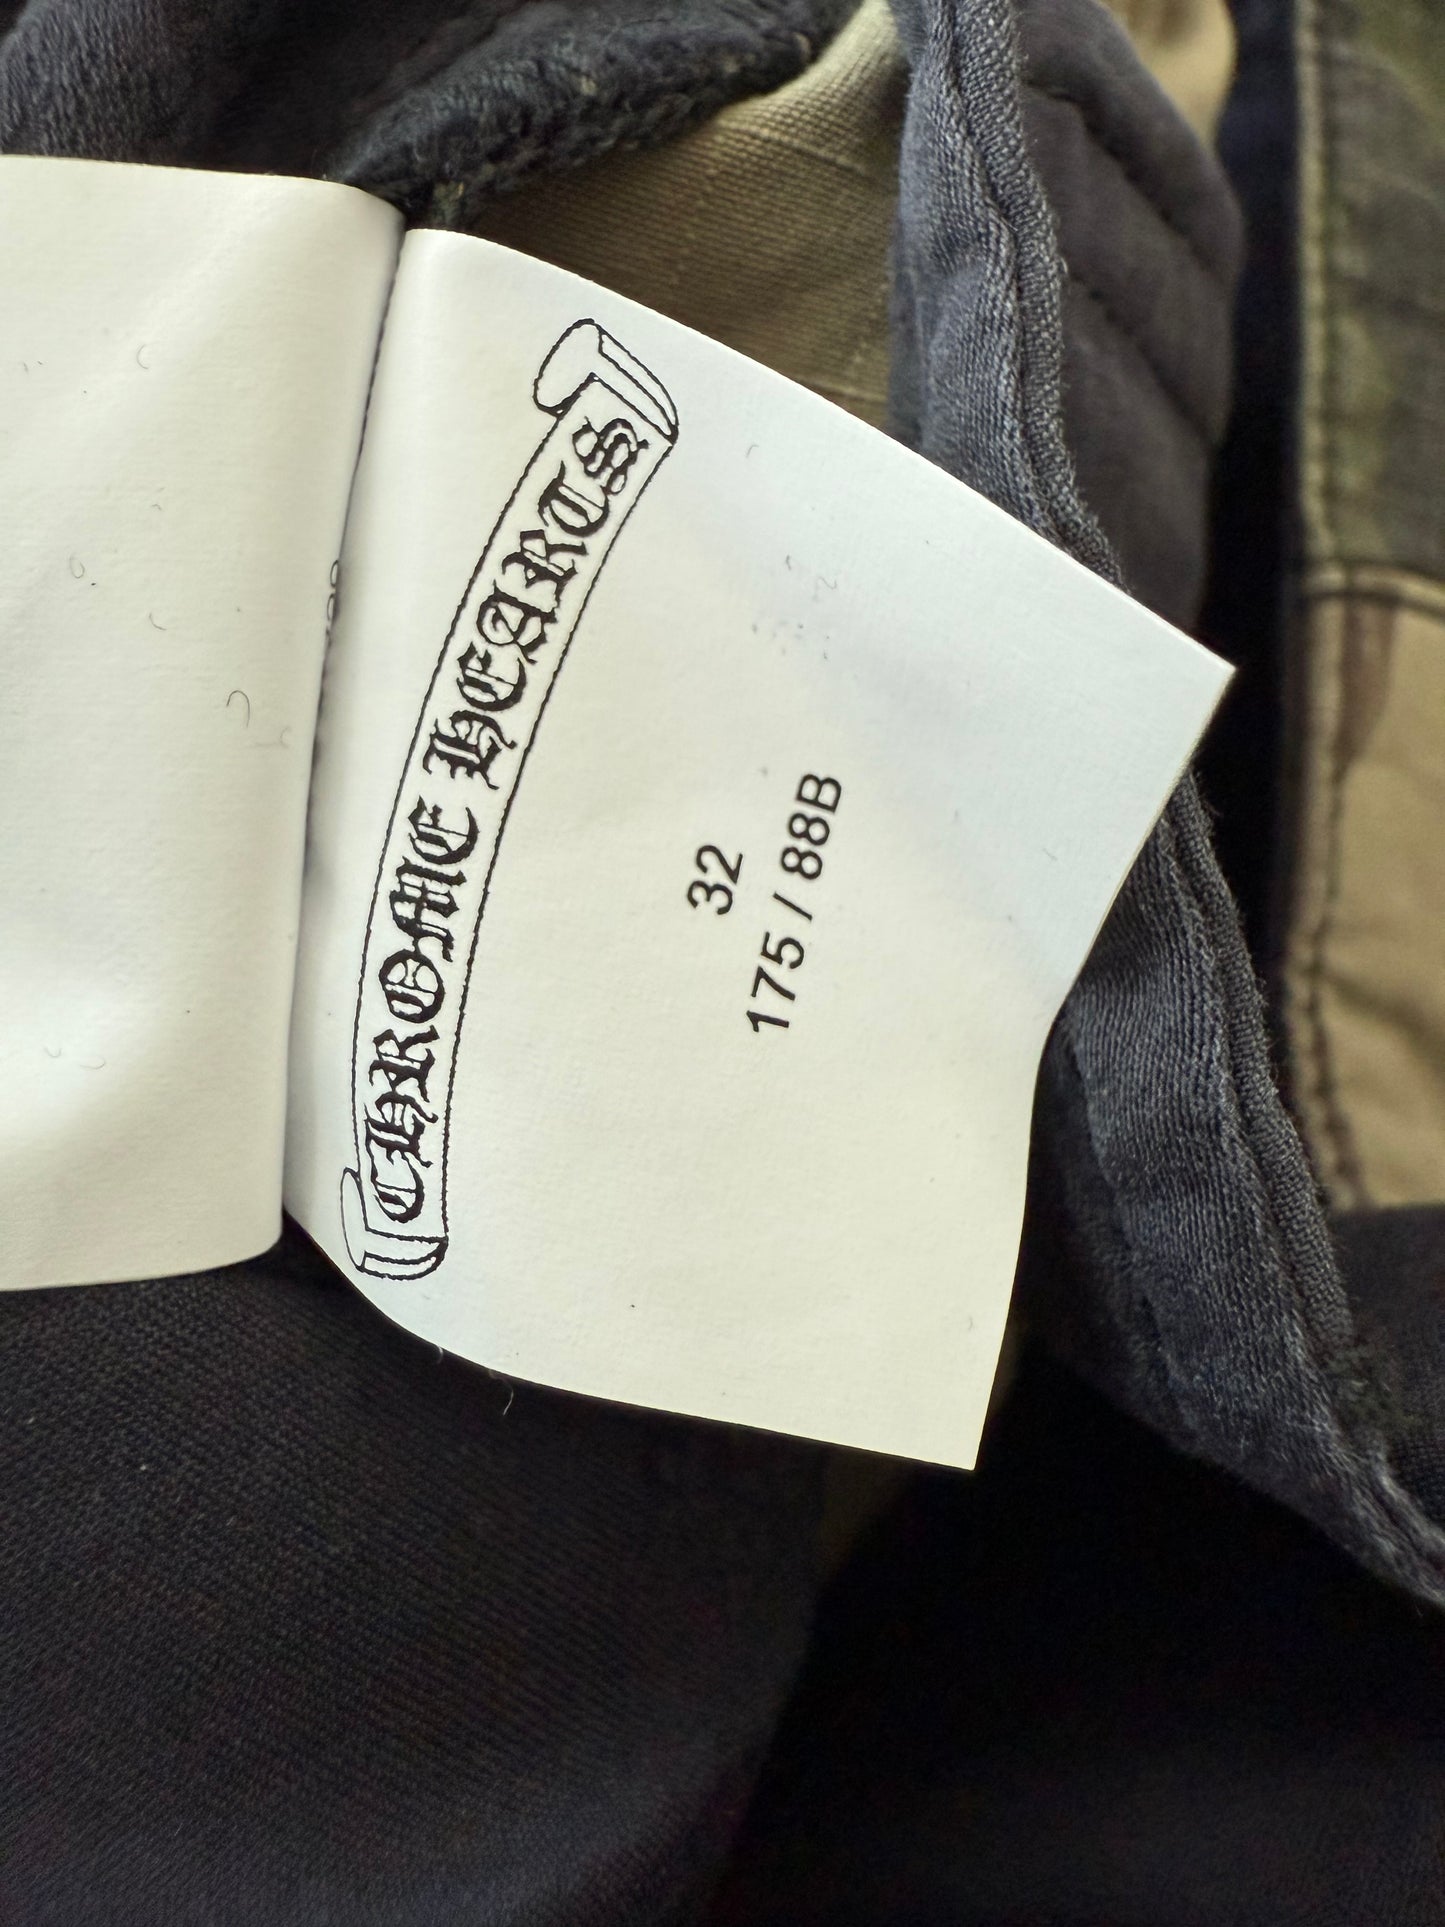 CHROME HEARTS
32
175 / 88B